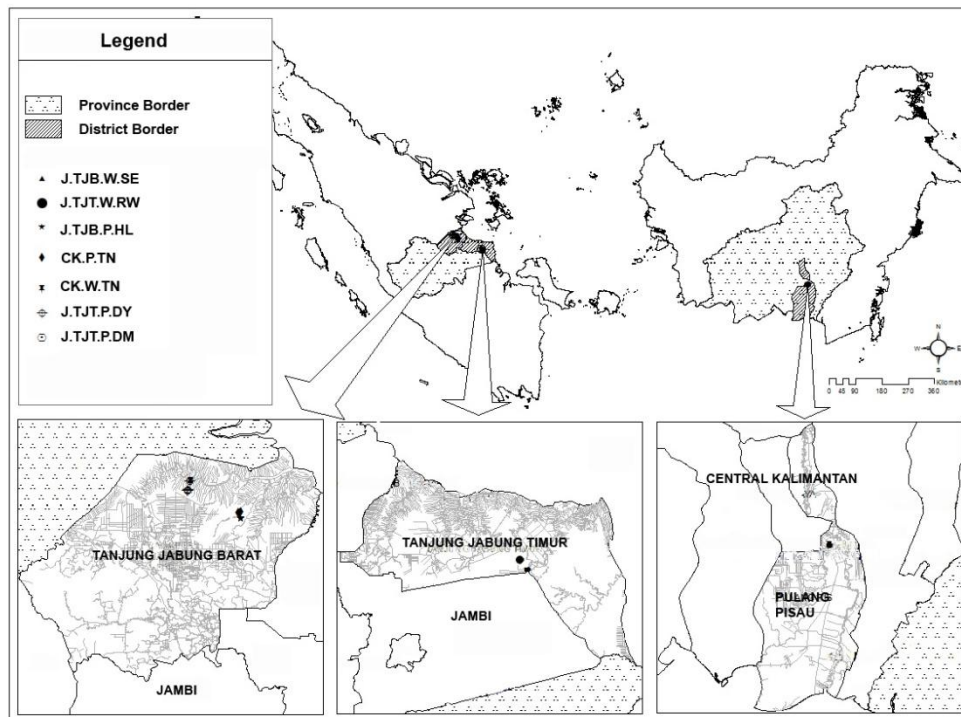 Legend
Province Border
District Border
J.TJB.W.SE
J.TJT.W.RW
J.TJB.P.HL
CK.P.TN
CK.W.TN
J.TJT.P.DY
J.TJT.P.DM
N
W E
S
0 45 90 180 270 360
Kilomete
TANJUNG JABUNG BARAT
JAMBI
TANJUNG JABUNG TIMUR
JAMBI
CENTRAL KALIMANTAN
PULANG
PISAU